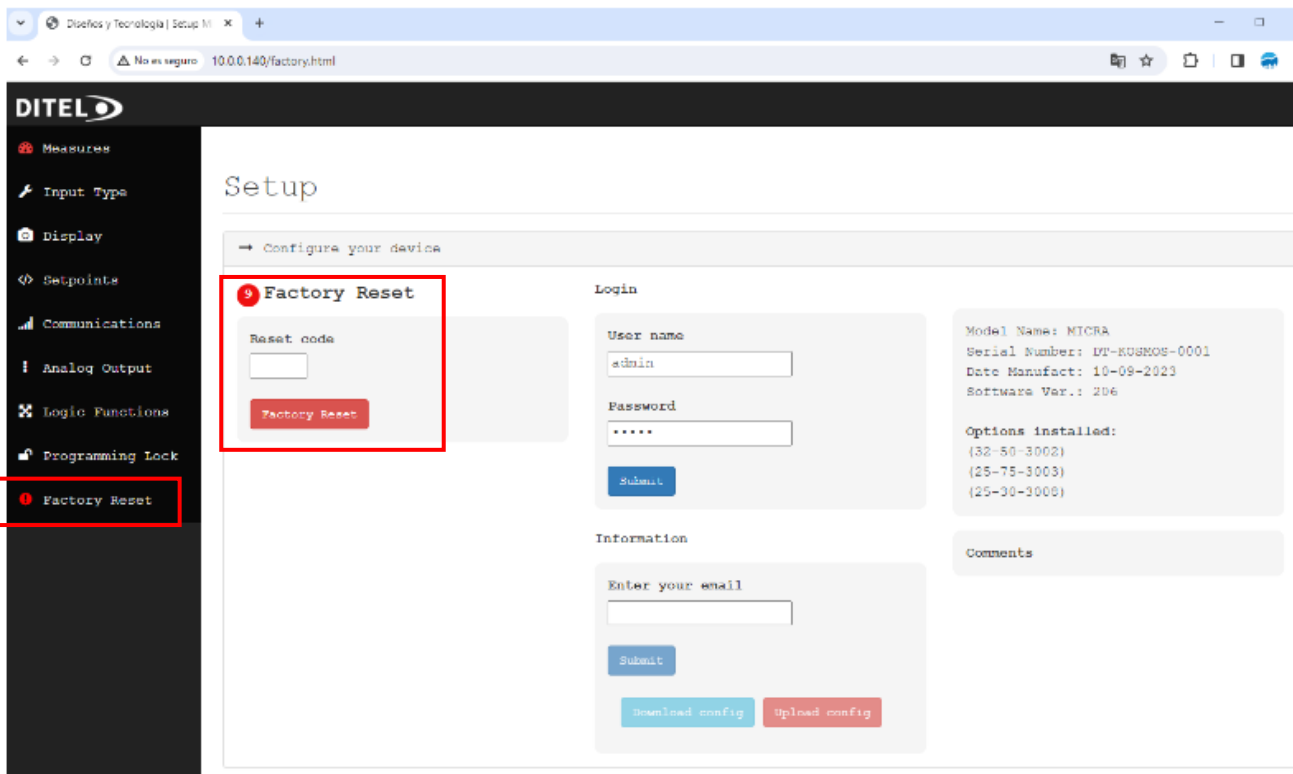 Diseños y Tecnología | Setup M
No es seguro
10.0.0.140/factory.html
DITEL
Measures
Input Type
Display
Setpoints
Communications
Analog Output
Logic Functions
Programming Lock
Factory Reset
Setup
→ Configure your device
9 Factory Reset
Reset code
Factory Reset
Login
User name
admin
Password
•••••
Submit
Information
Enter your email
Submit
Download config
Upload config
Model Name: MICRA
Serial Number: DT-KOSMOS-0001
Date Manufact: 10-09-2023
Software Ver.: 206
Options installed:
(32-50-3002)
(25-75-3003)
(25-30-3008)
Comments